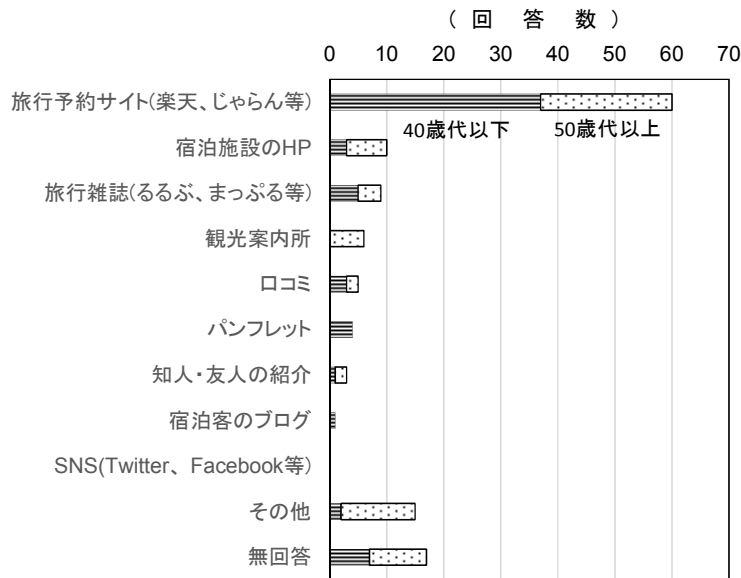 ( 回 答 数 )
0 10 20 30 40 50 60 70
旅行予約サイト(楽天、じゃらん等)
40歳代以下 50歳代以上
宿泊施設のHP
旅行雑誌(るるぶ、まっぷる等)
観光案内所
口コミ
パンフレット
知人・友人の紹介
宿泊客のブログ
SNS(Twitter、Facebook等)
その他
無回答